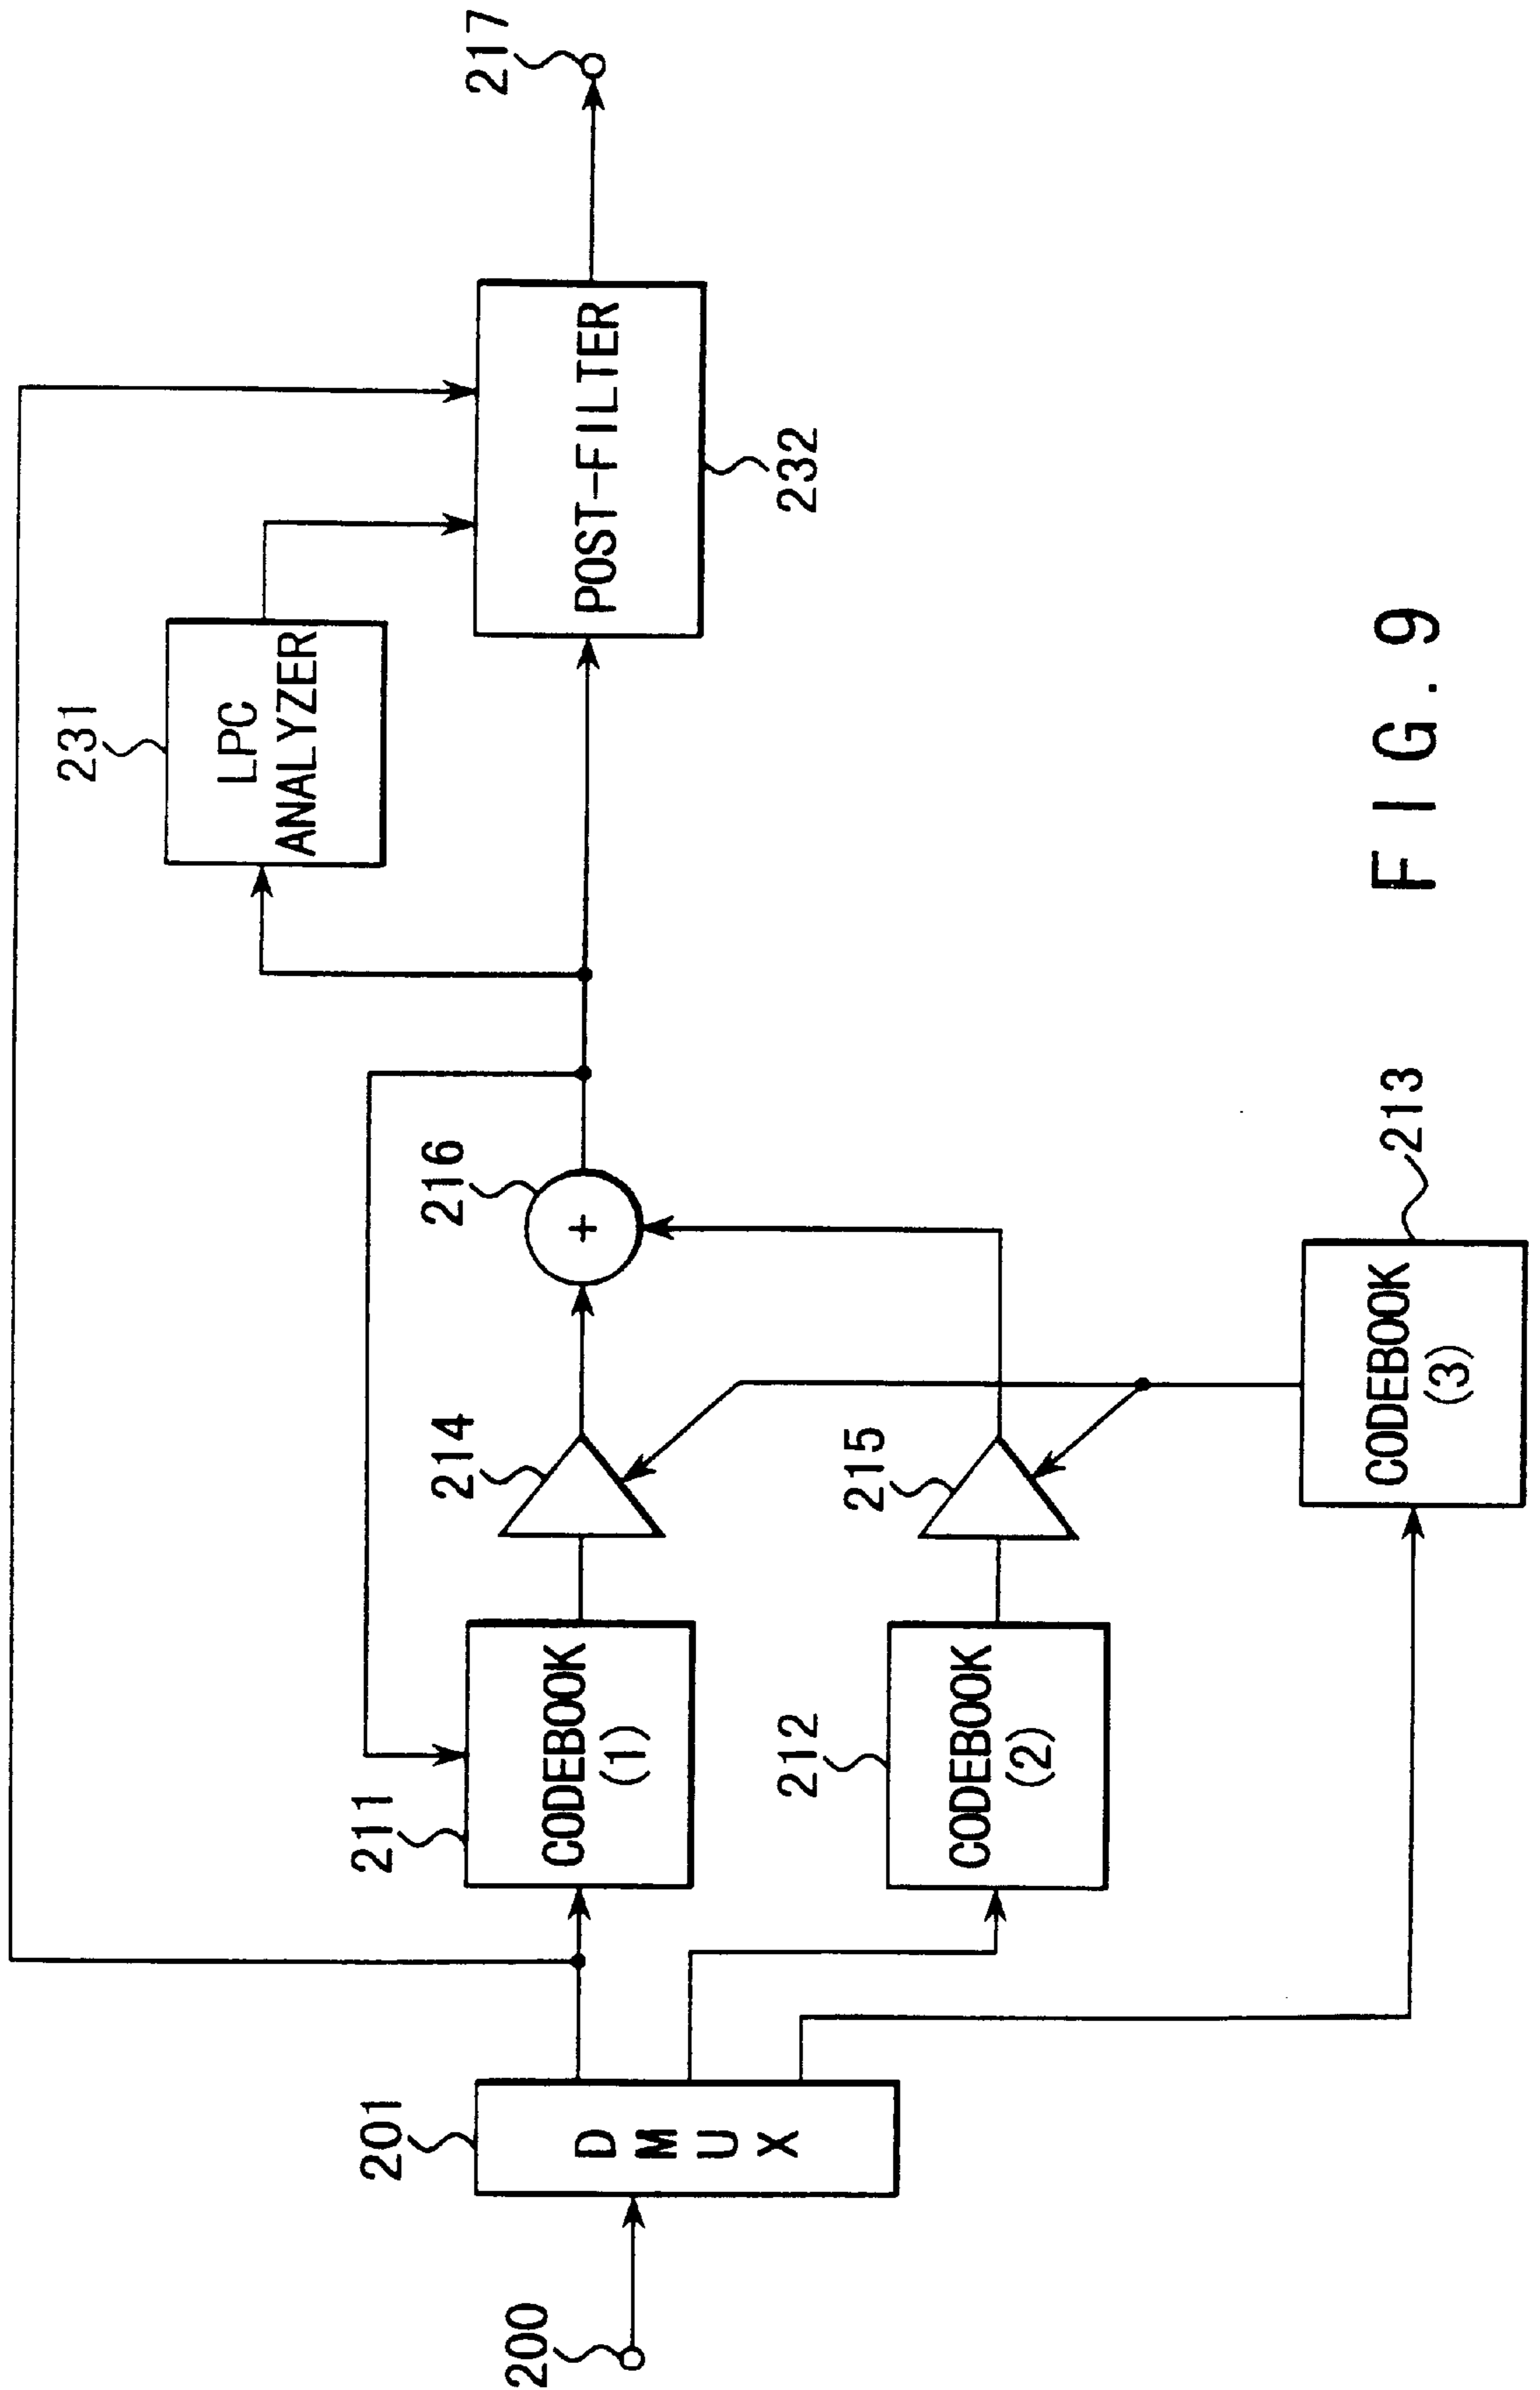 200
201
D
M
U
X
211
CODEBOOK
(1)
212
CODEBOOK
(2)
214
215
CODEBOOK
(3)
213
216
231
LPC
ANALYZER
POST-FILTER
232
217
FIG. 9